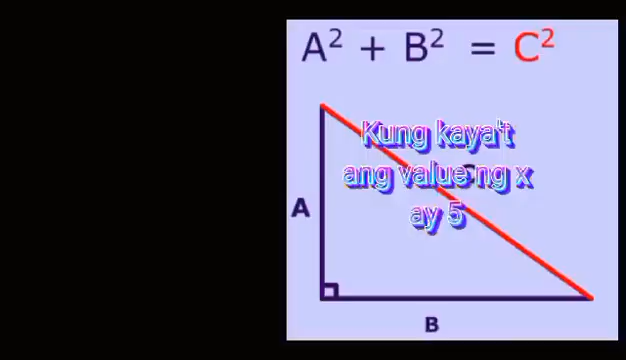 A² + B² = C²
Kung kaya't
ang value ng x
ay 5
C
A
B